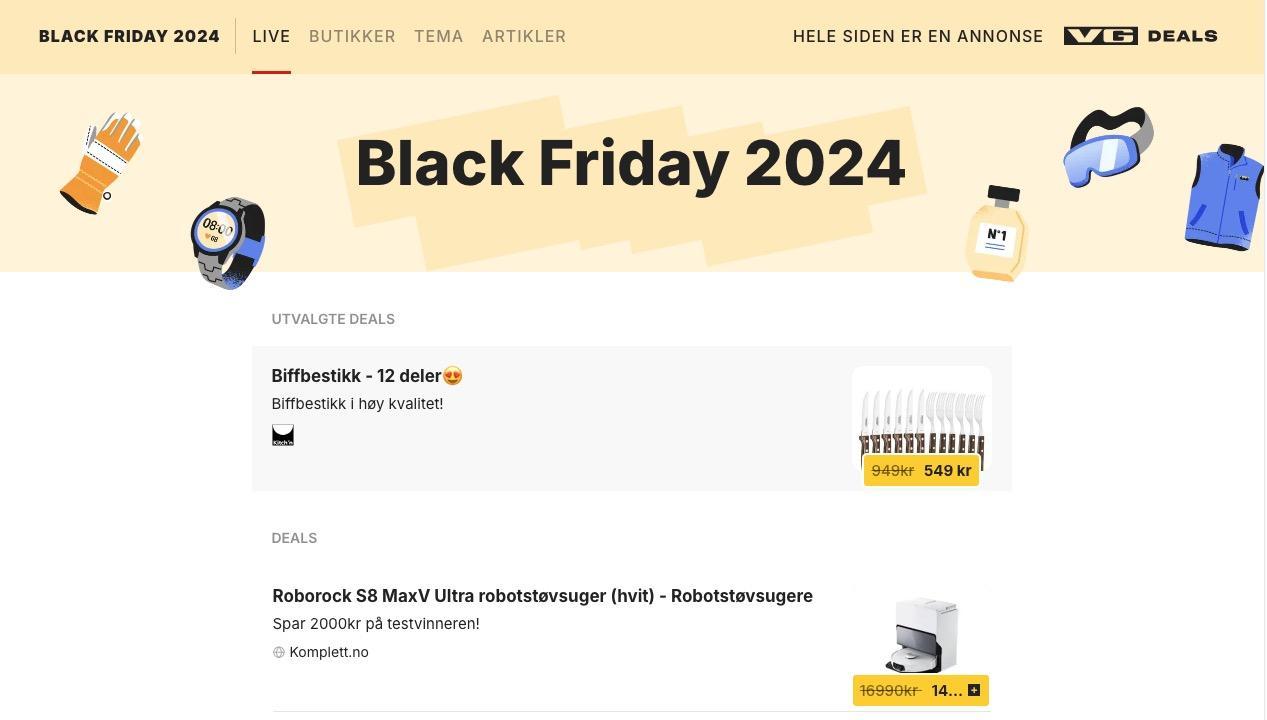 BLACK FRIDAY 2024
LIVE BUTIKKER TEMA ARTIKLER
HELE SIDEN ER EN ANNONSE
VG DEALS
Black Friday 2024
08:00
68
N°1
UTVALGTE DEALS
Biffbestikk - 12 deler😍
Biffbestikk i høy kvalitet!
Kitch'n
949kr 549 kr
DEALS
Roborock S8 MaxV Ultra robotstøvsuger (hvit) - Robotstøvsugere
Spar 2000kr på testvinneren!
Komplett.no
16990kr 14...